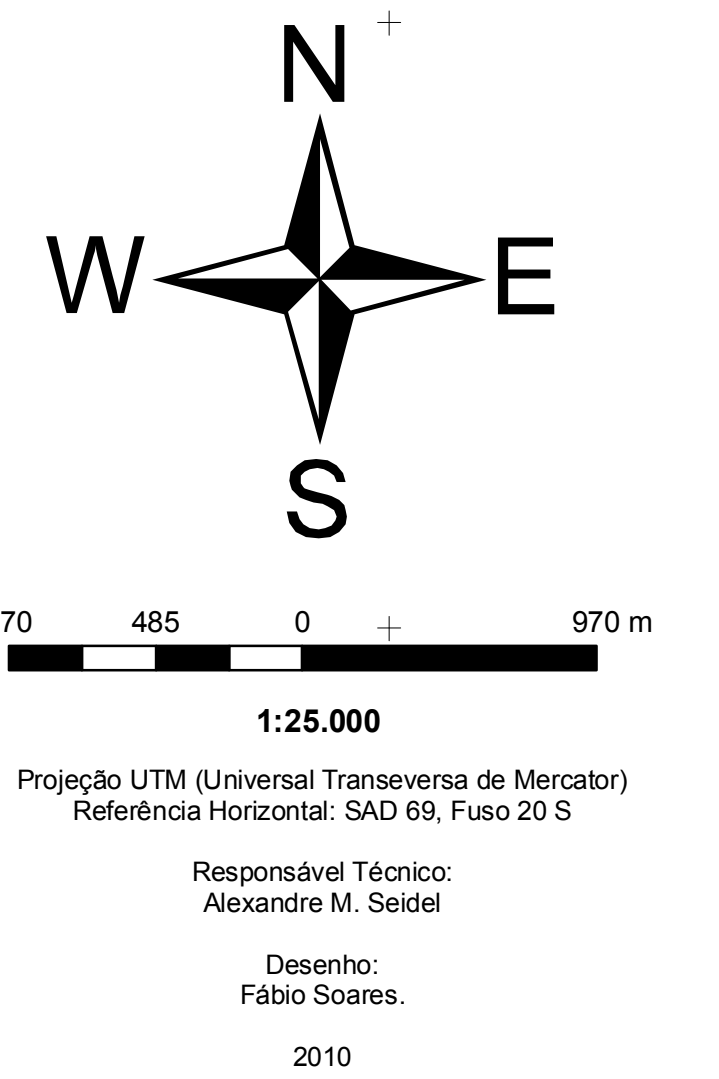 N
W E
S
70 485 0 970 m
1:25.000
Projeção UTM (Universal Transeversa de Mercator)
Referência Horizontal: SAD 69, Fuso 20 S
Responsável Técnico:
Alexandre M. Seidel
Desenho:
Fábio Soares.
2010